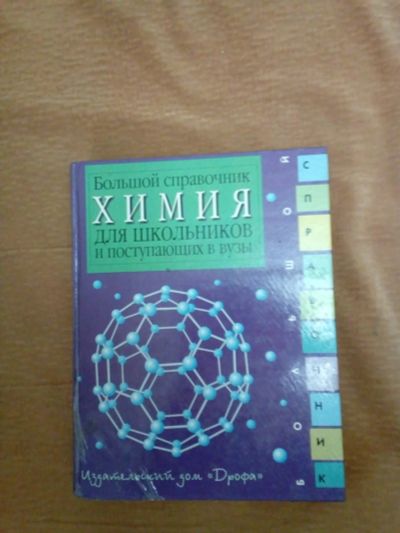 Большой справочник
ХИМИЯ
ДЛЯ ШКОЛЬНИКОВ
И ПОСТУПАЮЩИХ В ВУЗЫ
БОЛЬШОЙ
СПРАВОЧНИК
Издательский дом «Дрофа»